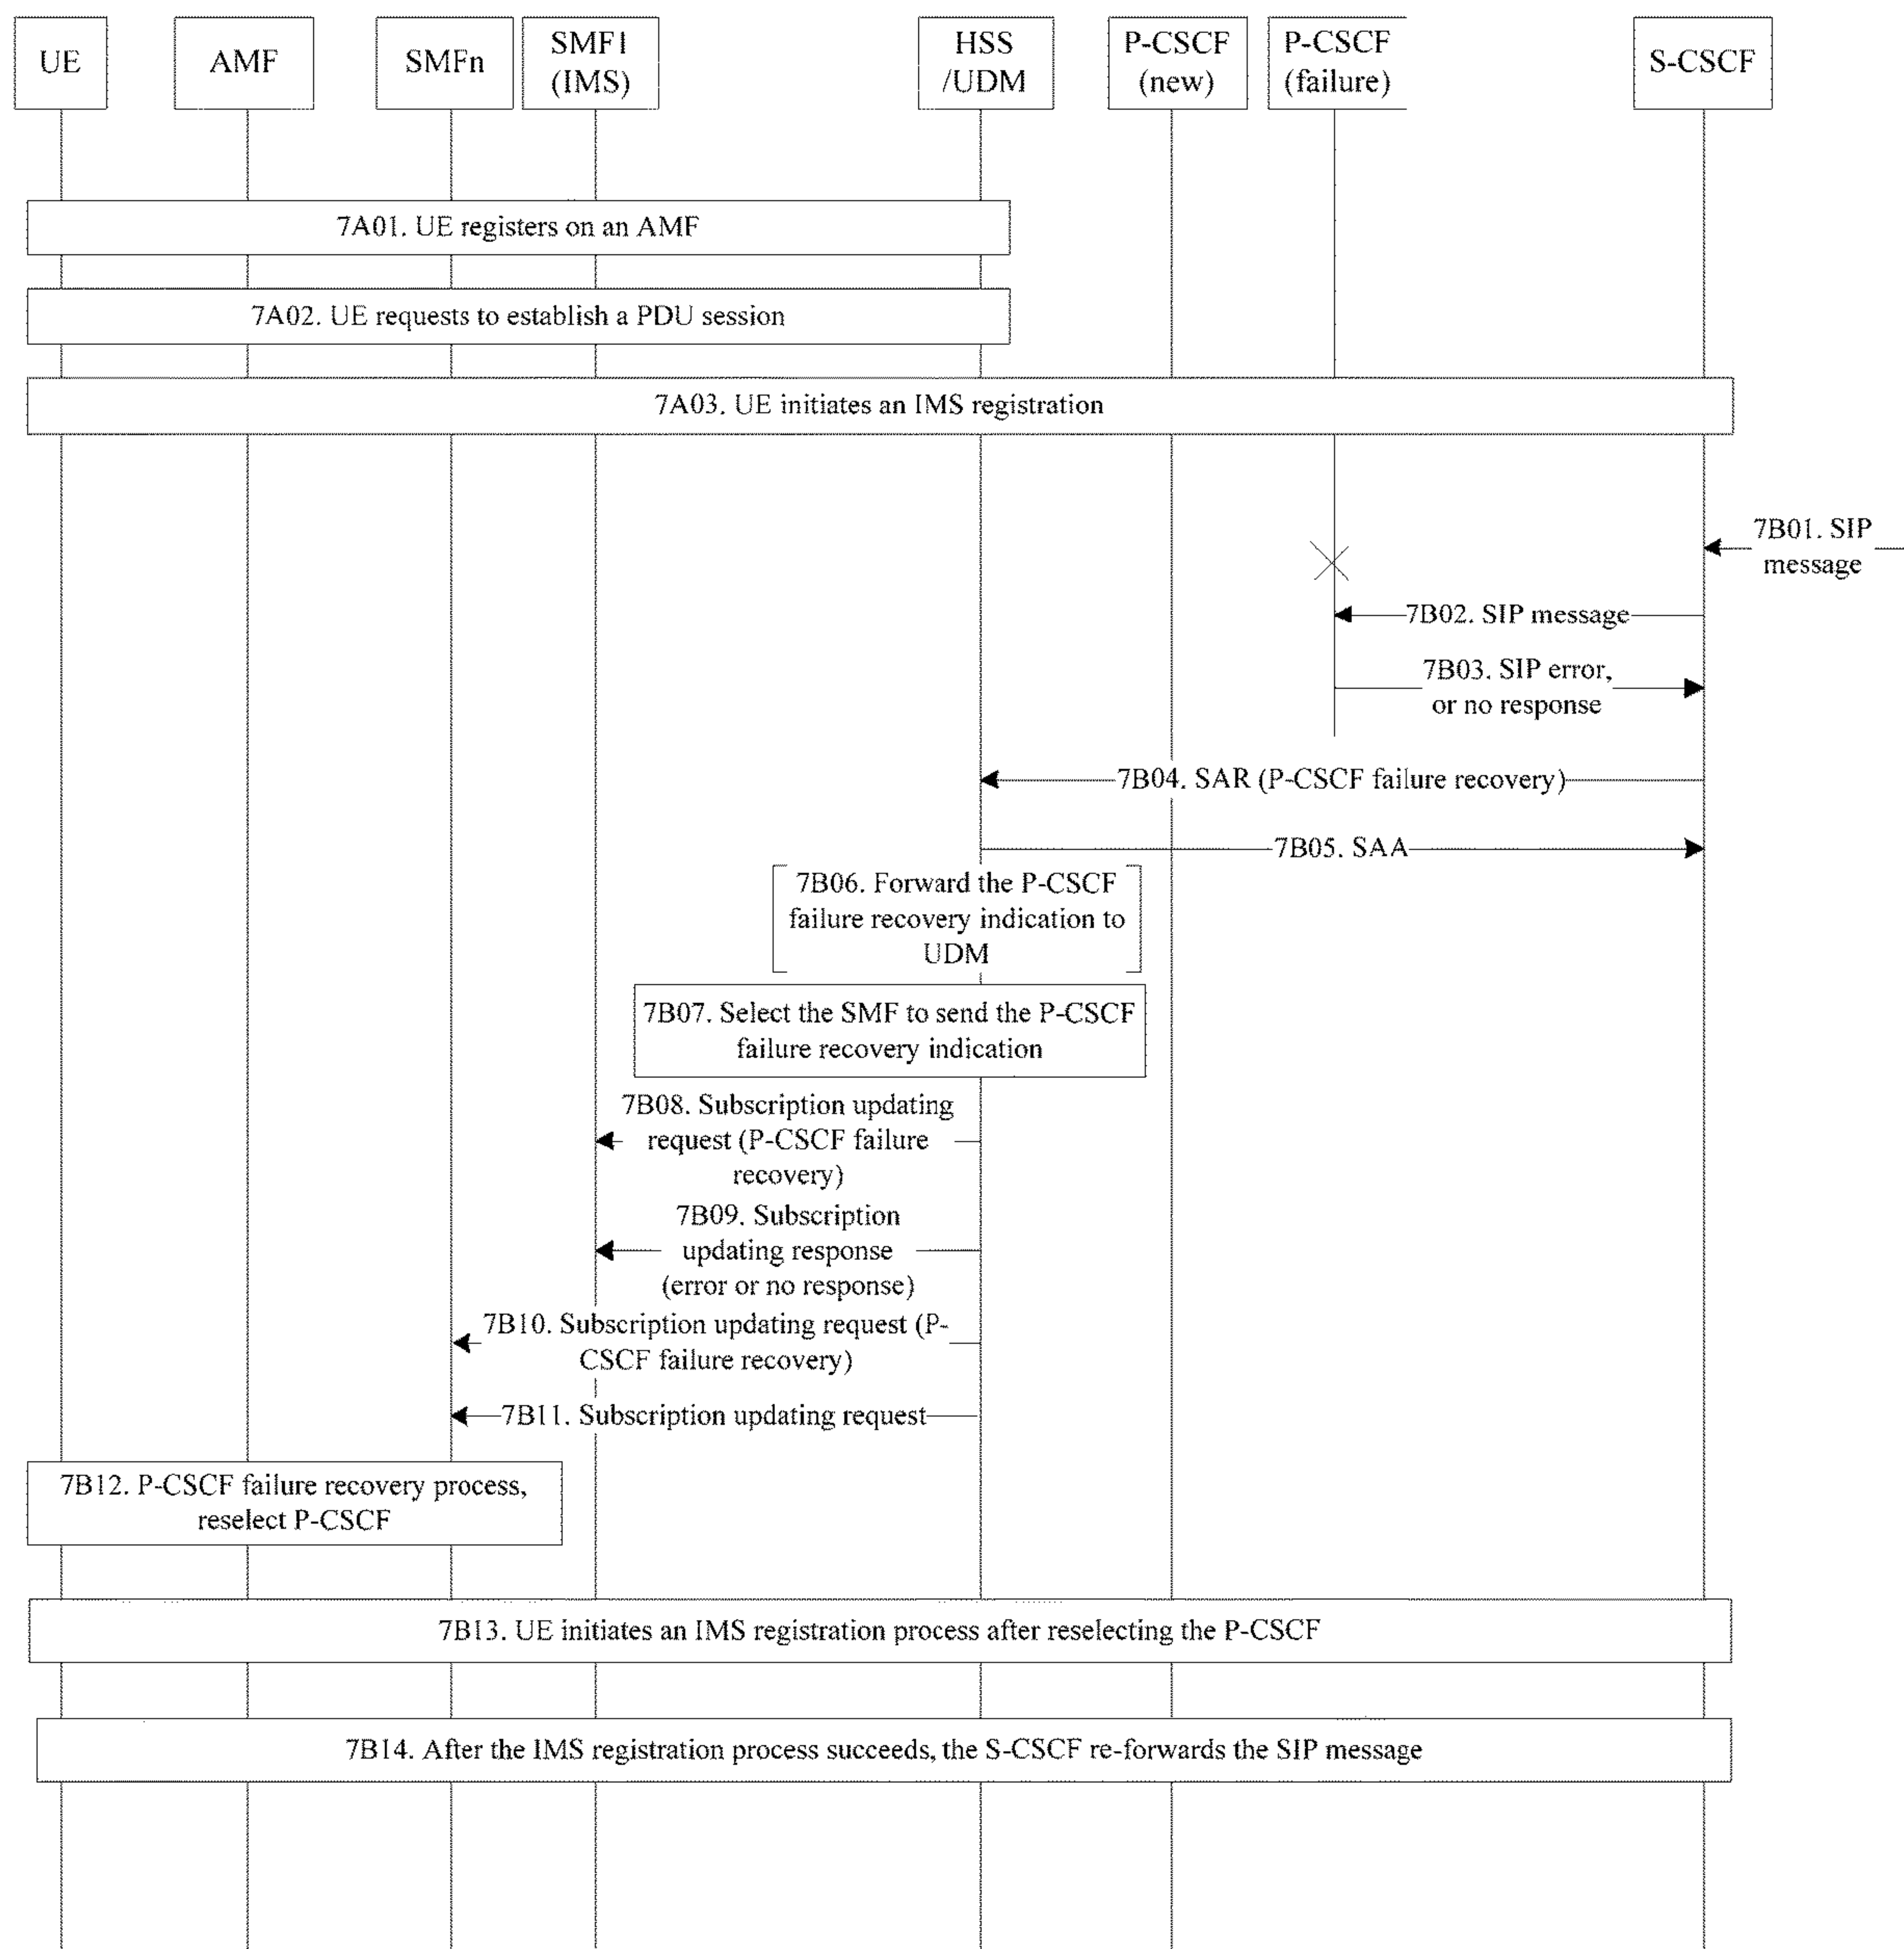 UE
AMF
SMFn
SMF1
(IMS)
HSS
/UDM
P-CSCF
(new)
P-CSCF
(failure)
S-CSCF
7A01. UE registers on an AMF
7A02. UE requests to establish a PDU session
7A03. UE initiates an IMS registration
7B01. SIP
message
7B02. SIP message
7B03. SIP error,
or no response
7B04. SAR (P-CSCF failure recovery)
7B05. SAA
7B06. Forward the P-CSCF
failure recovery indication to
UDM
7B07. Select the SMF to send the P-CSCF
failure recovery indication
7B08. Subscription updating
request (P-CSCF failure
recovery)
7B09. Subscription
updating response
(error or no response)
7B10. Subscription updating request (P-
CSCF failure recovery)
7B11. Subscription updating request
7B12. P-CSCF failure recovery process,
reselect P-CSCF
7B13. UE initiates an IMS registration process after reselecting the P-CSCF
7B14. After the IMS registration process succeeds, the S-CSCF re-forwards the SIP message